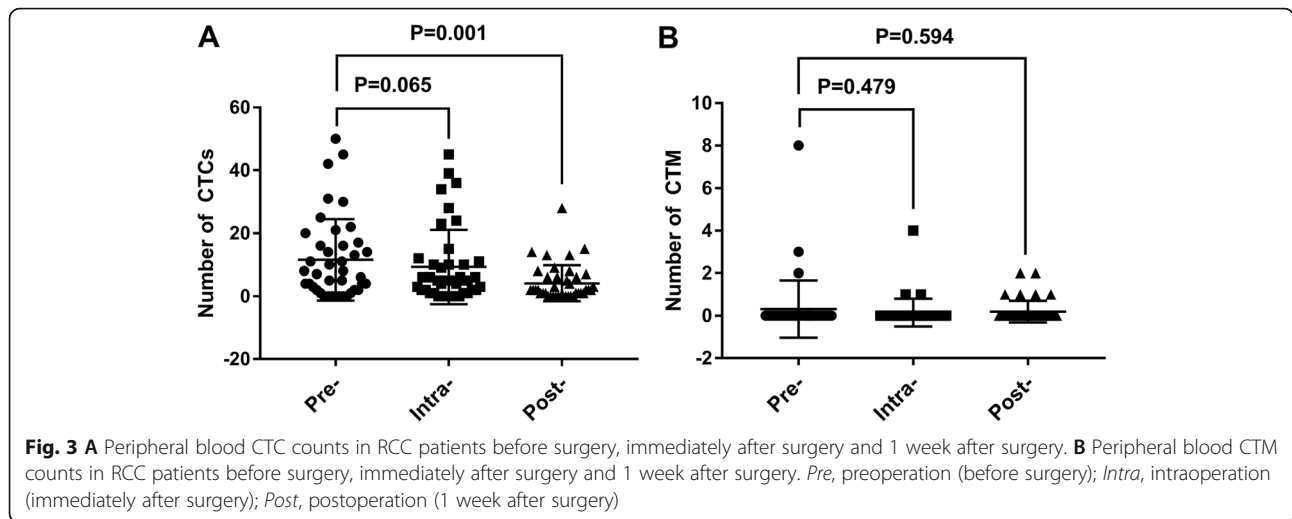 A
P=0.001
P=0.065
Number of CTCs
60
40
20
0
-20
Pre-
Intra-
Post-
B
P=0.594
P=0.479
Number of CTM
10
8
6
4
2
0
-2
Pre-
Intra-
Post-
Fig. 3 A Peripheral blood CTC counts in RCC patients before surgery, immediately after surgery and 1 week after surgery. B Peripheral blood CTM
counts in RCC patients before surgery, immediately after surgery and 1 week after surgery. Pre, preoperation (before surgery); Intra, intraoperation
(immediately after surgery); Post, postoperation (1 week after surgery)